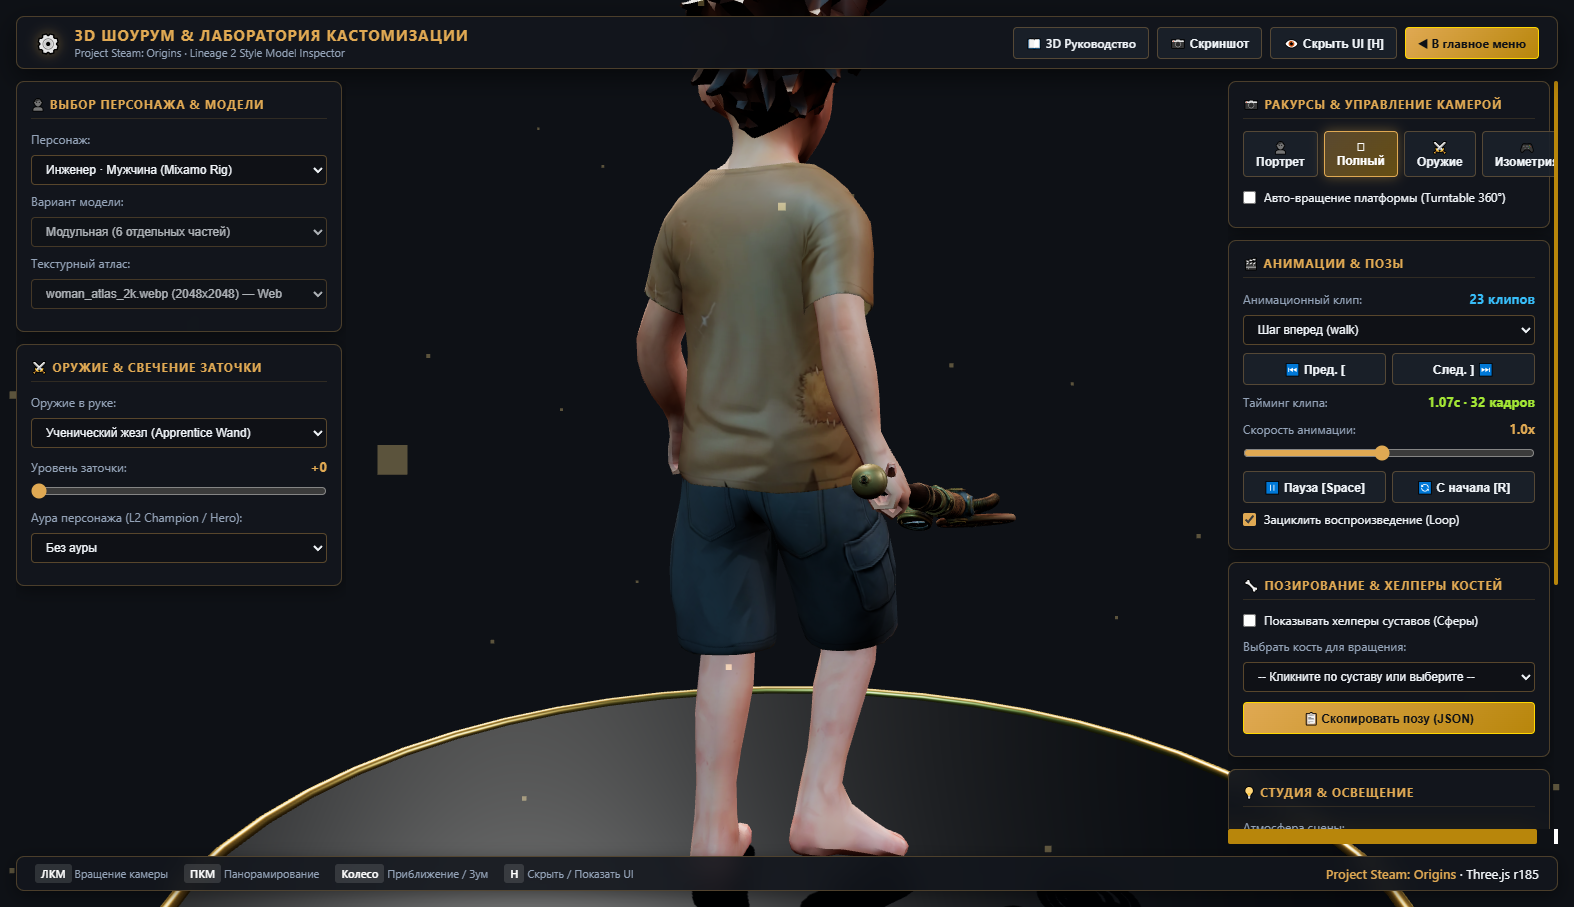 3D ШОУРУМ & ЛАБОРАТОРИЯ КАСТОМИЗАЦИИ
Project Steam: Origins · Lineage 2 Style Model Inspector
3D Руководство
Скриншот
Скрыть UI [H]
В главное меню
ВЫБОР ПЕРСОНАЖА & МОДЕЛИ
Персонаж:
Инженер - Мужчина (Mixamo Rig)
Вариант модели:
Модульная (6 отдельных частей)
Текстурный атлас:
woman_atlas_2k.webp (2048x2048) — Web
ОРУЖИЕ & СВЕЧЕНИЕ ЗАТОЧКИ
Оружие в руке:
Ученический жезл (Apprentice Wand)
Уровень заточки: +0
Аура персонажа (L2 Champion / Hero):
Без ауры
РАКУРСЫ & УПРАВЛЕНИЕ КАМЕРОЙ
Портрет
Полный
Оружие
Изометрия
Авто-вращение платформы (Turntable 360°)
АНИМАЦИИ & ПОЗЫ
Анимационный клип: 23 клипов
Шаг вперед (walk)
Пред. [
След. ]
Тайминг клипа: 1.07с · 32 кадров
Скорость анимации: 1.0x
Пауза [Space]
С начала [R]
Зациклить воспроизведение (Loop)
ПОЗИРОВАНИЕ & ХЕЛПЕРЫ КОСТЕЙ
Показывать хелперы суставов (Сферы)
Выбрать кость для вращения:
-- Кликните по суставу или выберите --
Скопировать позу (JSON)
СТУДИЯ & ОСВЕЩЕНИЕ
Атмосфера сцены:
ЛКМ Вращение камеры ПКМ Панорамирование Колесо Приближение / Зум H Скрыть / Показать UI
Project Steam: Origins · Three.js r185